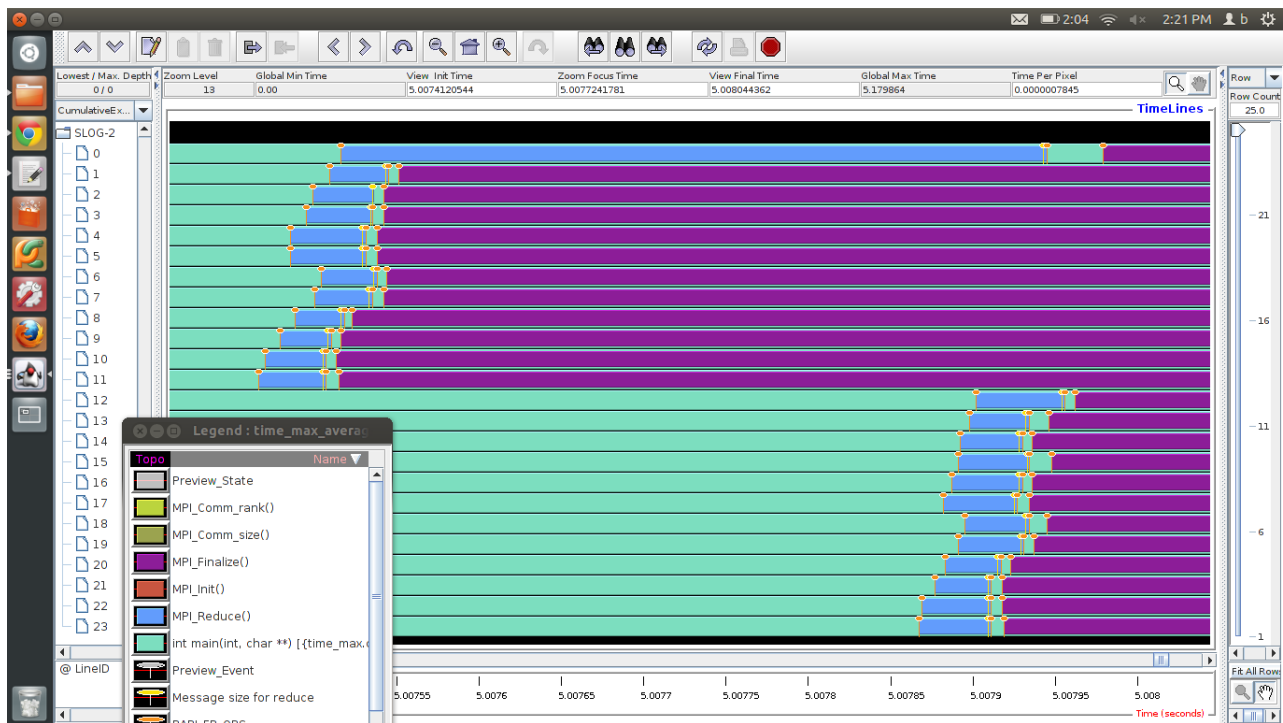 2:04 2:21 PM b
Lowest / Max. Depth Zoom Level Global Min Time View Init Time Zoom Focus Time View Final Time Global Max Time Time Per Pixel Row
0 / 0 13 0.00 5.0074120544 5.0077241781 5.008044362 5.179864 0.0000007845 Row Count
25.0
CumulativeEx... TimeLines
SLOG-2
0
1
2
3
4
5
6
7
8
9
10
11
12
13
14
15
16
17
18
19
20
21
22
23
21
16
11
6
1
Legend : time_max_averag
Topo Name
Preview_State
MPI_Comm_rank()
MPI_Comm_size()
MPI_Finalize()
MPI_Init()
MPI_Reduce()
int main(int, char **) [{time_max.c
Preview_Event
Message size for reduce
@ LineID
Fit All Rows
5.00755 5.0076 5.00765 5.0077 5.00775 5.0078 5.00785 5.0079 5.00795 5.008
Time (seconds)